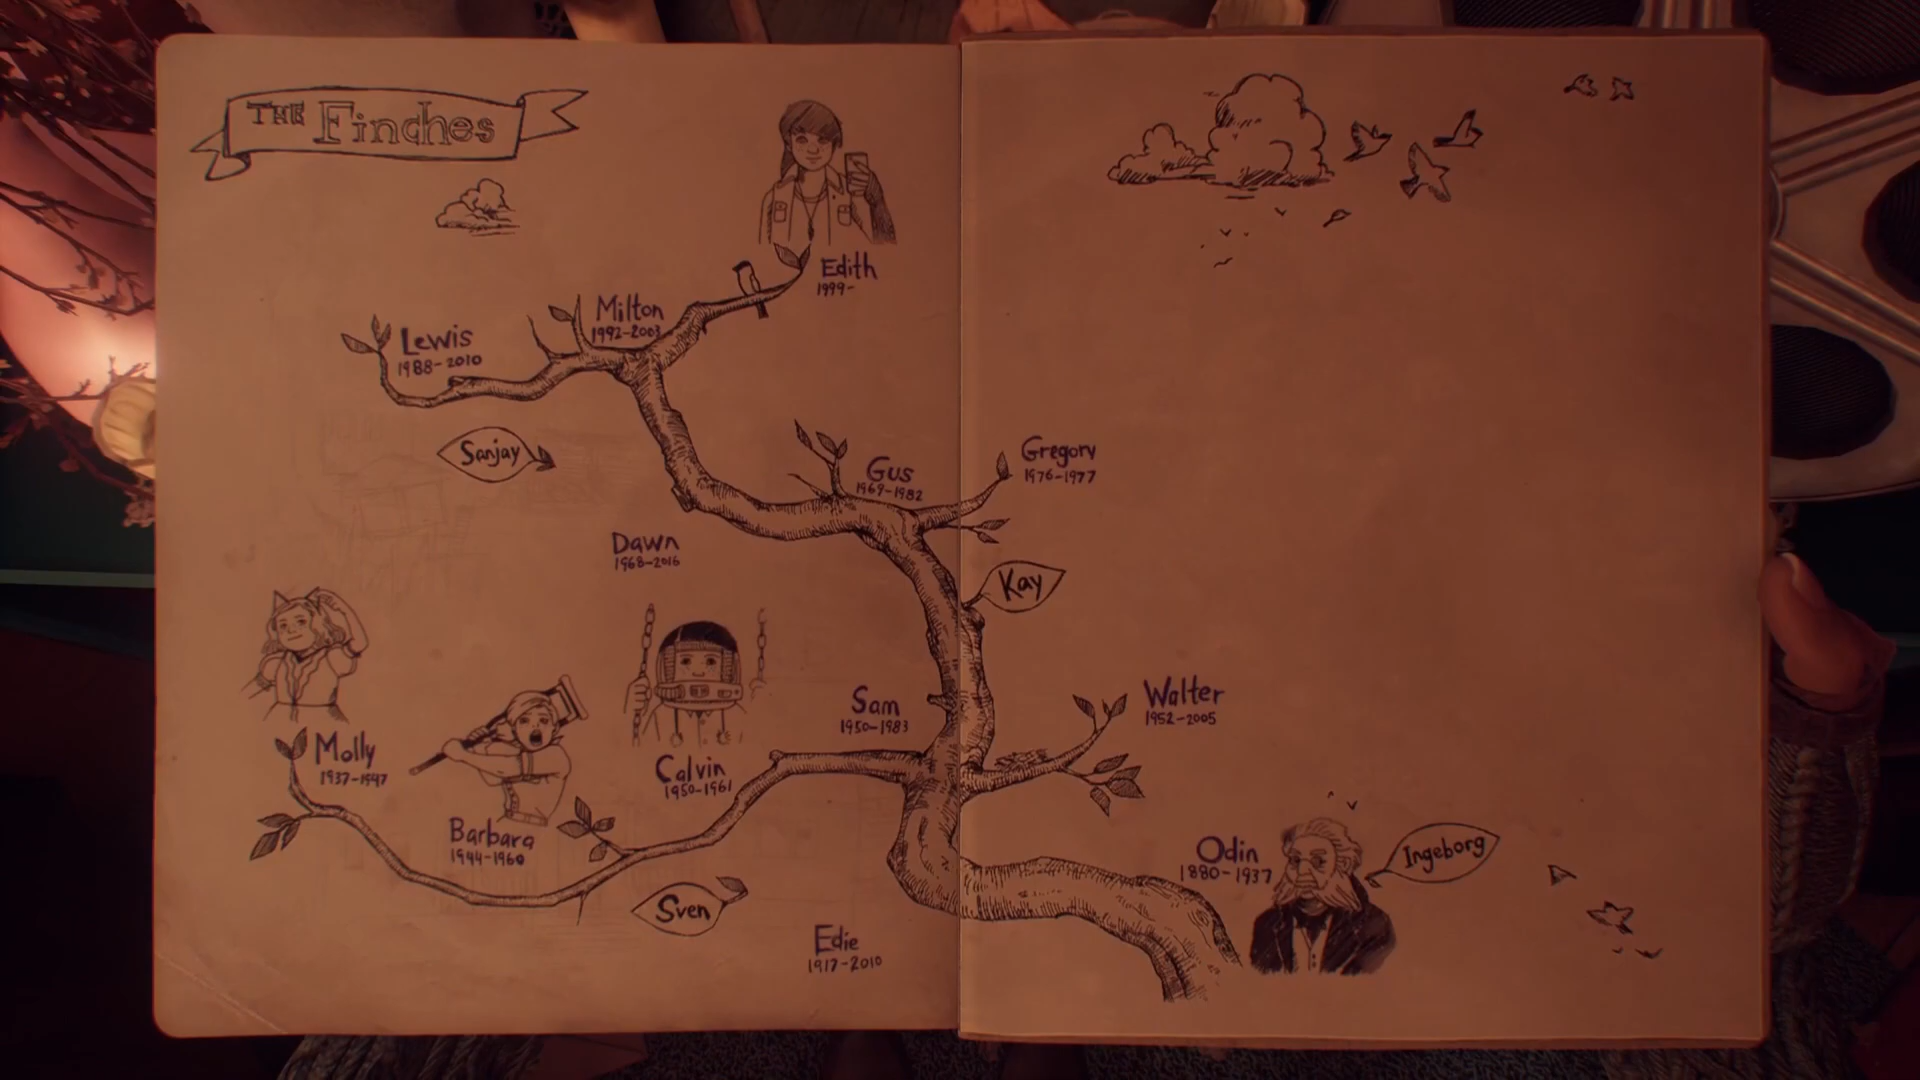 THE Finches
Edith
1999-
Milton
1992-2003
Lewis
1988-2010
Sanjay
Gus
1969-1982
Gregory
1976-1977
Dawn
1968-2016
Kay
Sam
1950-1983
Walter
1952-2005
Molly
1937-1947
Calvin
1950-1961
Barbara
1944-1960
Odin
1880-1937
Ingeborg
Sven
Edie
1917-2010